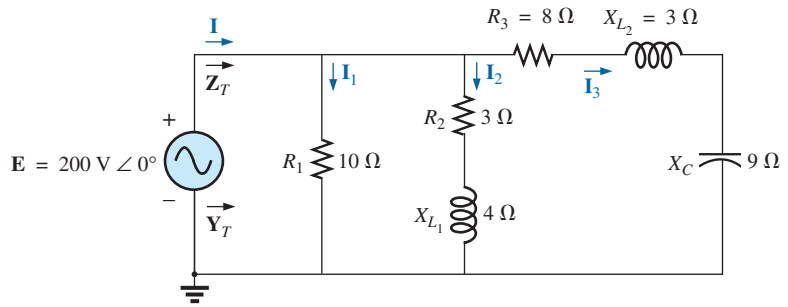 R3 = 8 Ω
XL2 = 3 Ω
I
ZT
I1
I2
I3
+
R2
3 Ω
E = 200 V ∠ 0°
R1
10 Ω
XC
9 Ω
−
YT
XL1
4 Ω